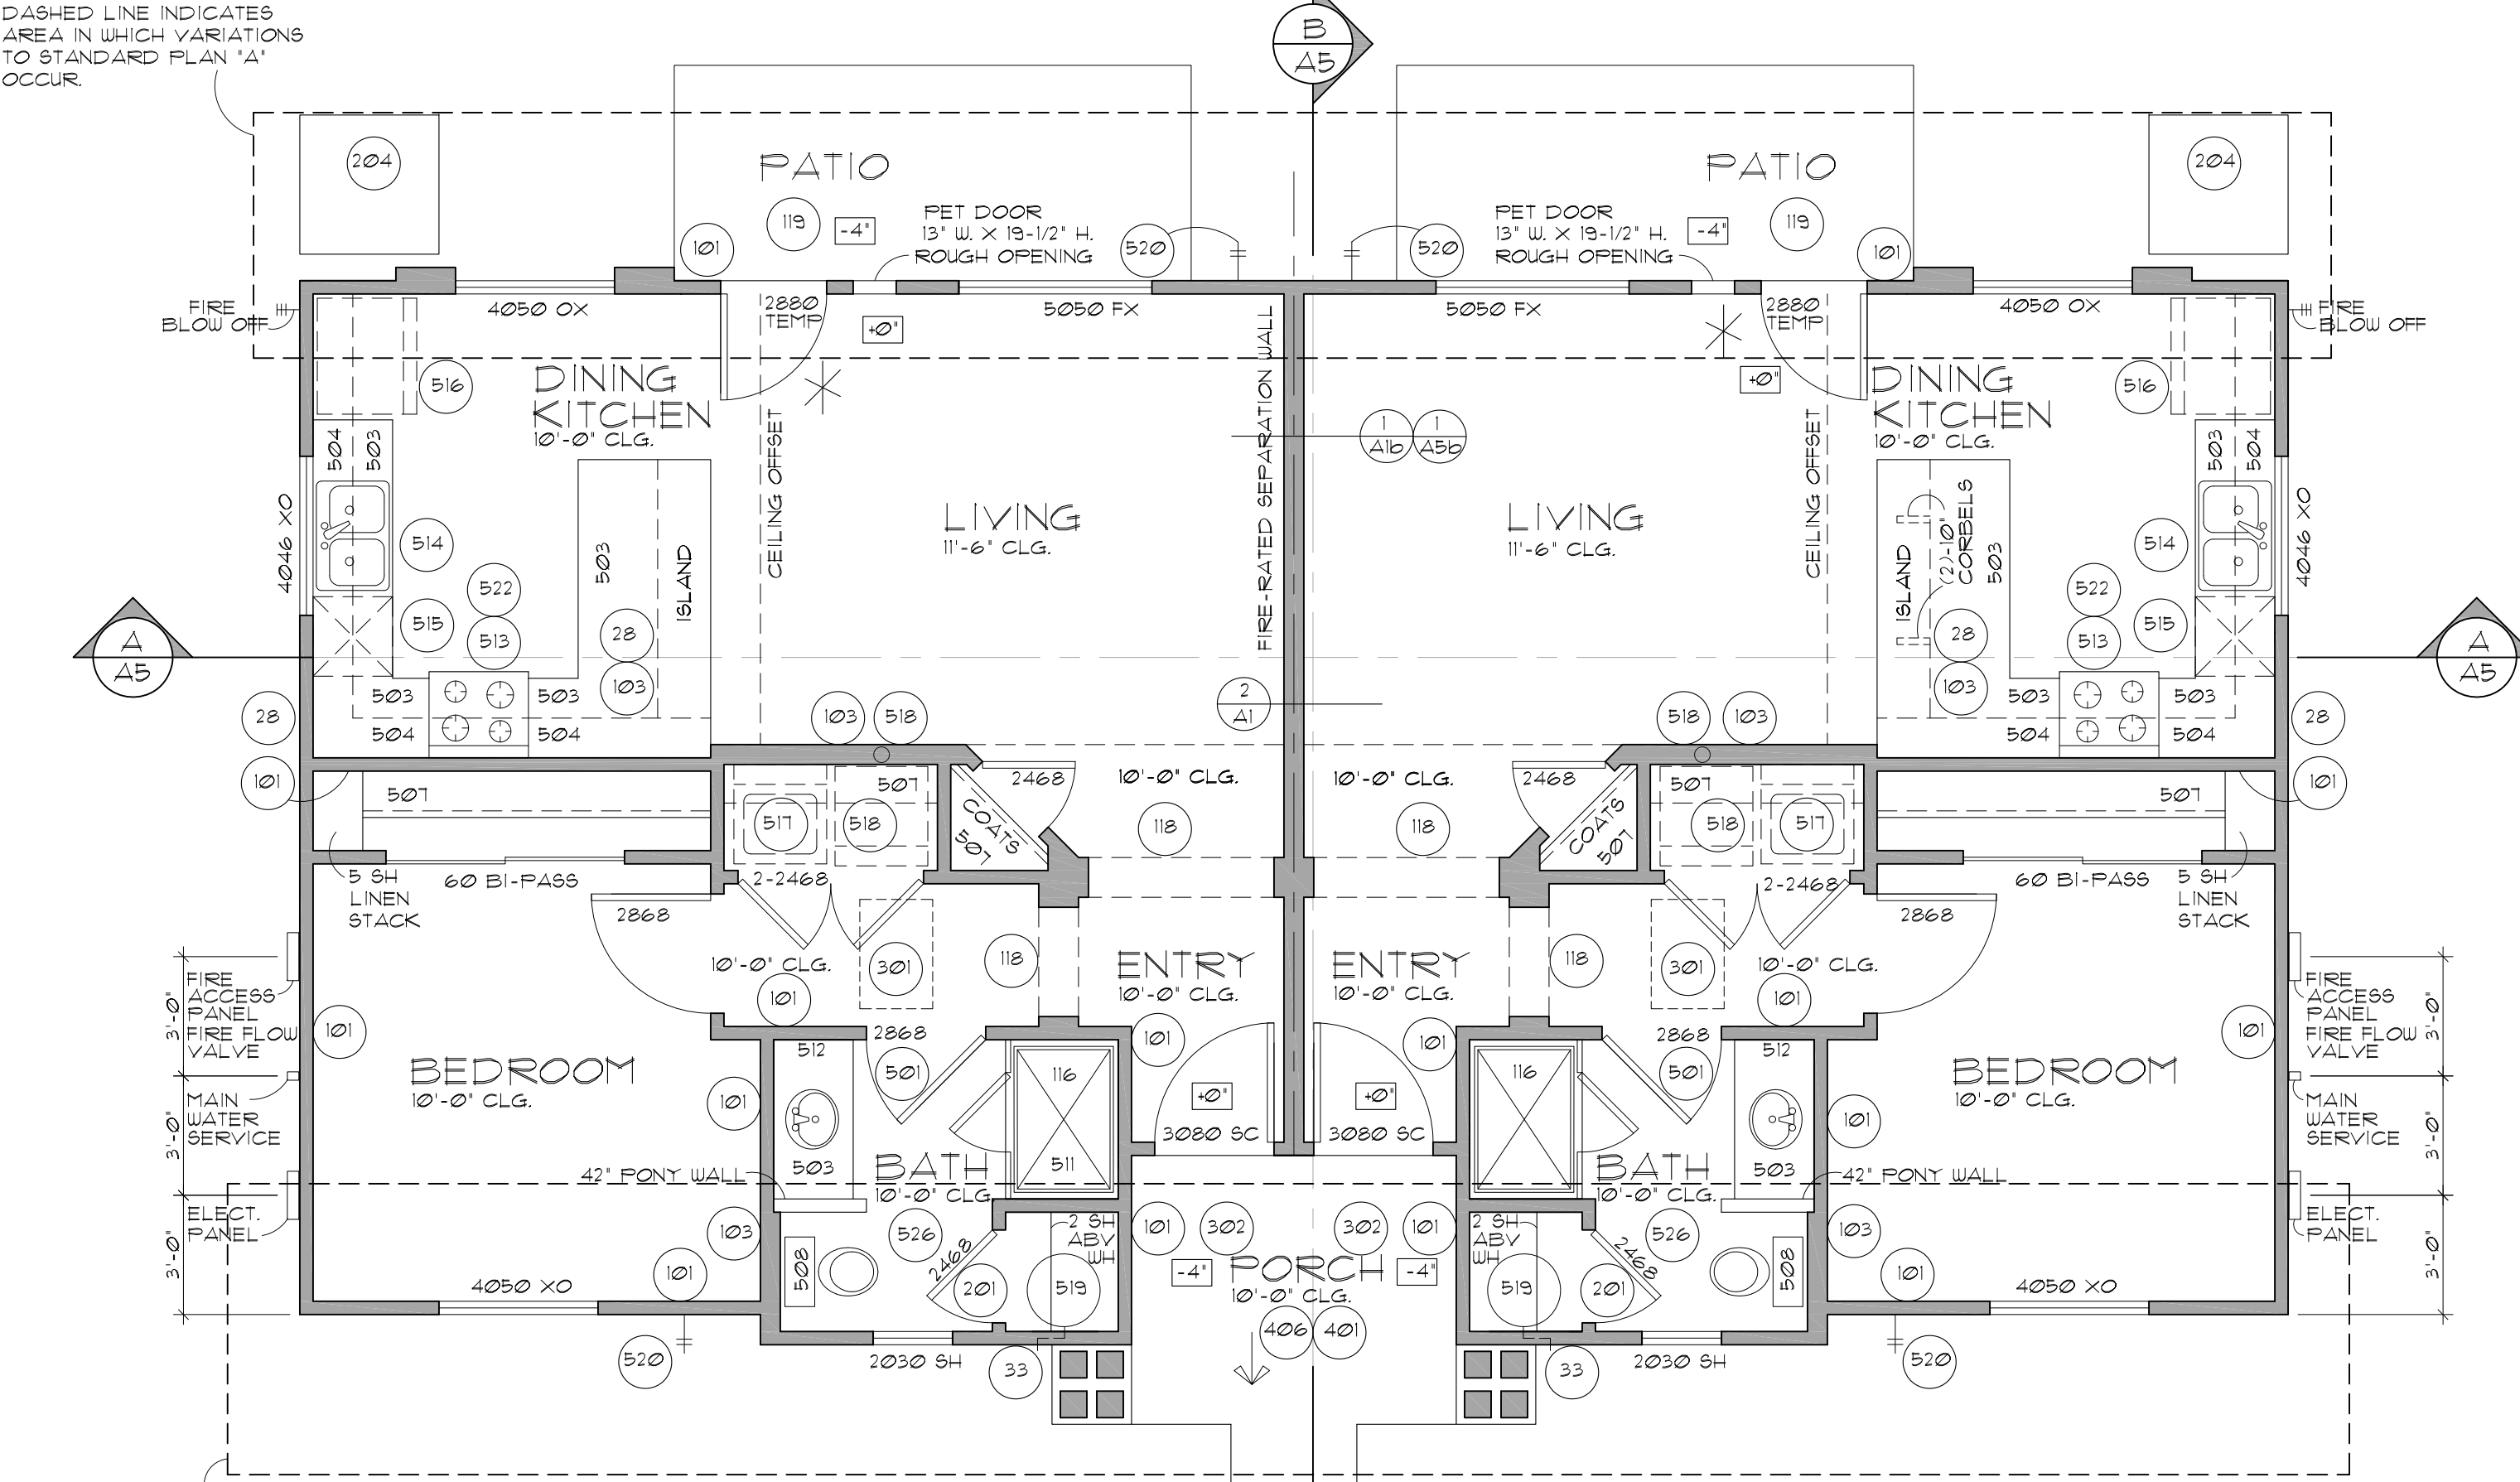 DASHED LINE INDICATES
AREA IN WHICH VARIATIONS
TO STANDARD PLAN "A"
OCCUR.
B
A5
204
PATIO
119
-4"
101
PET DOOR
13" W. X 19-1/2" H.
ROUGH OPENING
520
520
PET DOOR
13" W. X 19-1/2" H.
ROUGH OPENING
PATIO
119
-4"
101
204
FIRE
BLOW OFF
4050 OX
2880
TEMP
+0"
5050 FX
FIRE-RATED SEPARATION WALL
5050 FX
2880
TEMP
+0"
4050 OX
FIRE
BLOW OFF
516
DINING
KITCHEN
10'-0" CLG.
CEILING OFFSET
1
A1b
1
A5b
CEILING OFFSET
DINING
KITCHEN
10'-0" CLG.
516
504
503
4046 XO
514
522
515
513
503
ISLAND
28
103
LIVING
11'-6" CLG.
LIVING
11'-6" CLG.
ISLAND
(2)-10"
CORBELS
503
28
103
522
513
514
515
503
504
4046 XO
A
A5
A
A5
503
504
503
504
2
A1
503
504
503
504
28
101
103
518
518
103
28
101
507
517
518
507
COATS
507
2468
10'-0" CLG.
118
10'-0" CLG.
118
2468
COATS
507
507
518
517
507
5 SH
LINEN
STACK
60 BI-PASS
2868
2-2468
2-2468
2868
60 BI-PASS
5 SH
LINEN
STACK
10'-0" CLG.
101
301
118
ENTRY
10'-0" CLG.
101
ENTRY
10'-0" CLG.
101
118
301
10'-0" CLG.
101
3'-0"
FIRE
ACCESS
PANEL
FIRE FLOW
VALVE
101
101
FIRE
ACCESS
PANEL
FIRE FLOW
VALVE
3'-0"
BEDROOM
10'-0" CLG.
101
512
2868
501
116
+0"
+0"
116
2868
501
512
101
BEDROOM
10'-0" CLG.
3'-0"
MAIN
WATER
SERVICE
MAIN
WATER
SERVICE
3'-0"
503
BATH
10'-0" CLG.
511
3080 SC
3080 SC
BATH
10'-0" CLG.
503
42" PONY WALL
42" PONY WALL
3'-0"
ELECT.
PANEL
103
101
4050 XO
508
526
2468
201
2 SH
ABV
WH
519
101
302
-4"
PORCH
10'-0" CLG.
302
101
-4"
406
401
2 SH
ABV
WH
519
201
2468
526
508
103
101
4050 XO
ELECT.
PANEL
3'-0"
520
2030 SH
33
33
2030 SH
520